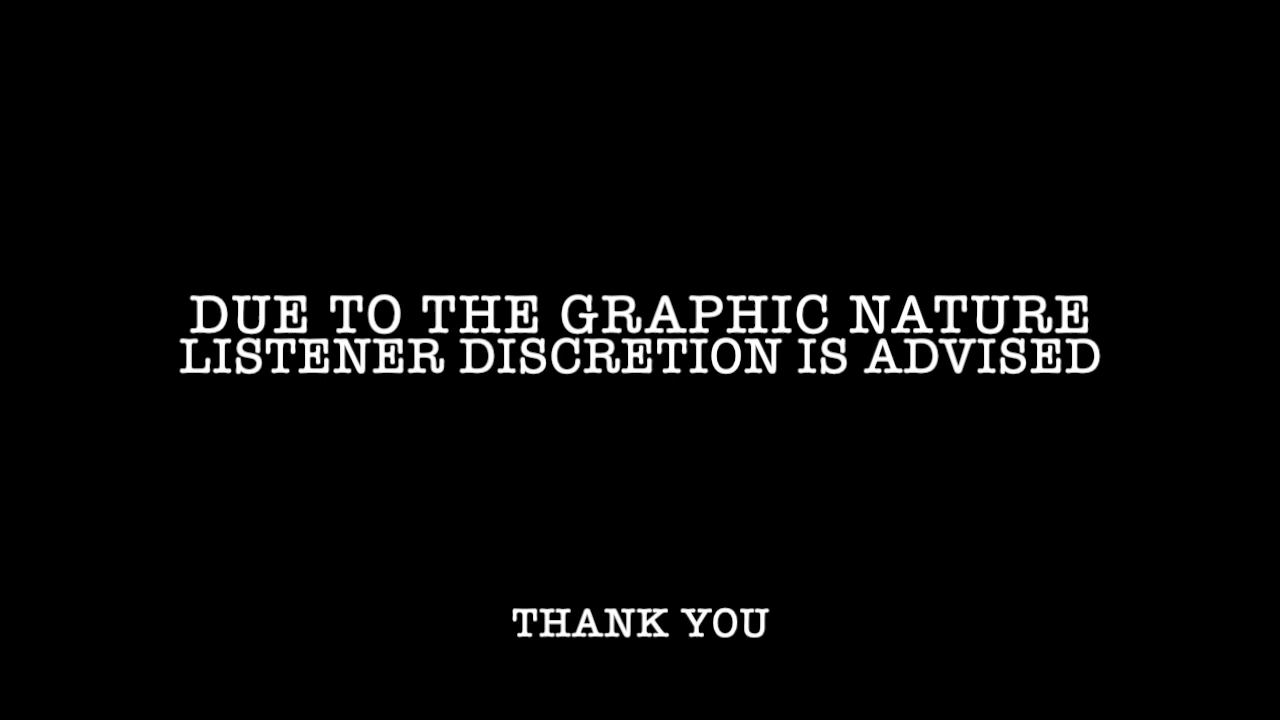 DUE TO THE GRAPHIC NATURE
LISTENER DISCRETION IS ADVISED
THANK YOU